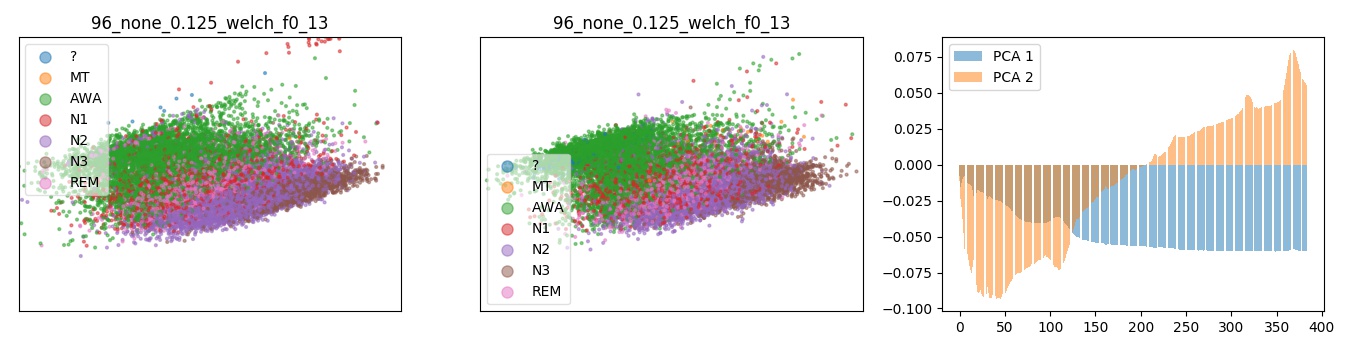 96_none_0.125_welch_f0_13
?
MT
AWA
N1
N2
N3
REM
96_none_0.125_welch_f0_13
?
MT
AWA
N1
N2
N3
REM
PCA 1
PCA 2
0.075
0.050
0.025
0.000
−0.025
−0.050
−0.075
−0.100
0 50 100 150 200 250 300 350 400